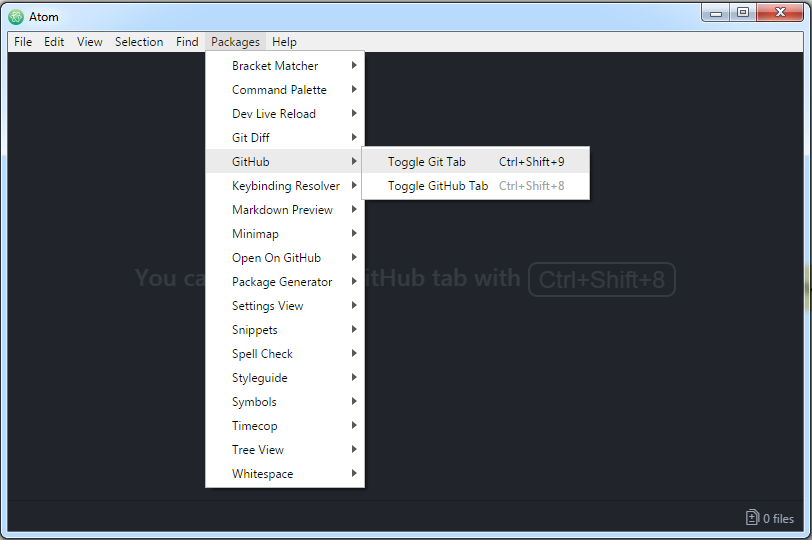 Atom
File Edit View Selection Find Packages Help
Bracket Matcher
Command Palette
Dev Live Reload
Git Diff
GitHub
Keybinding Resolver
Markdown Preview
Minimap
Open On GitHub
Package Generator
Settings View
Snippets
Spell Check
Styleguide
Symbols
Timecop
Tree View
Whitespace
Toggle Git Tab Ctrl+Shift+9
Toggle GitHub Tab Ctrl+Shift+8
You tab with Ctrl+Shift+8
0 files